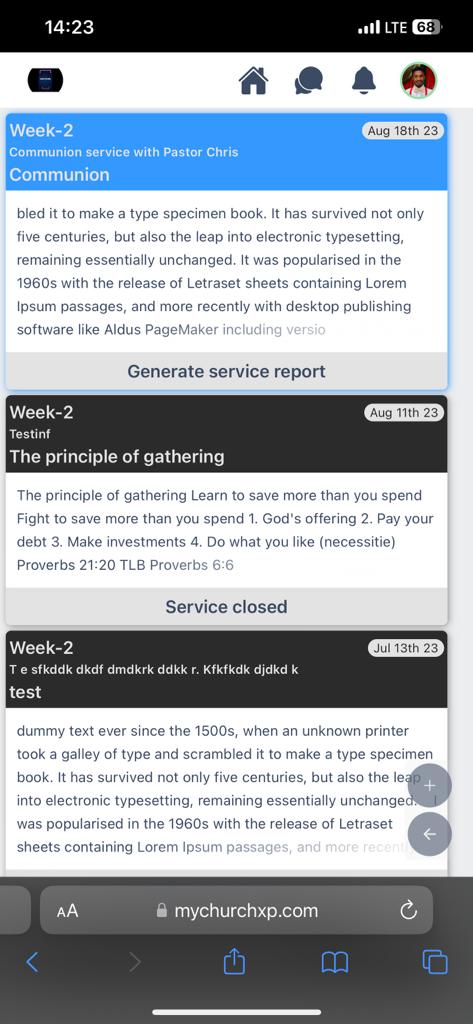 14:23
LTE 68
Week-2
Aug 18th 23
Communion service with Pastor Chris
Communion
bled it to make a type specimen book. It has survived not only
five centuries, but also the leap into electronic typesetting,
remaining essentially unchanged. It was popularised in the
1960s with the release of Letraset sheets containing Lorem
Ipsum passages, and more recently with desktop publishing
software like Aldus PageMaker including versio
Generate service report
Week-2
Aug 11th 23
Testinf
The principle of gathering
The principle of gathering Learn to save more than you spend
Fight to save more than you spend 1. God's offering 2. Pay your
debt 3. Make investments 4. Do what you like (necessitie)
Proverbs 21:20 TLB Proverbs 6:6
Service closed
Week-2
Jul 13th 23
T e sfkddk dkdf dmdkrk ddkk r. Kfkfkdk djdkd k
test
dummy text ever since the 1500s, when an unknown printer
took a galley of type and scrambled it to make a type specimen
book. It has survived not only five centuries, but also the leap
into electronic typesetting, remaining essentially unchanged.
was popularised in the 1960s with the release of Letraset
sheets containing Lorem Ipsum passages, and more
AA
mychurchxp.com